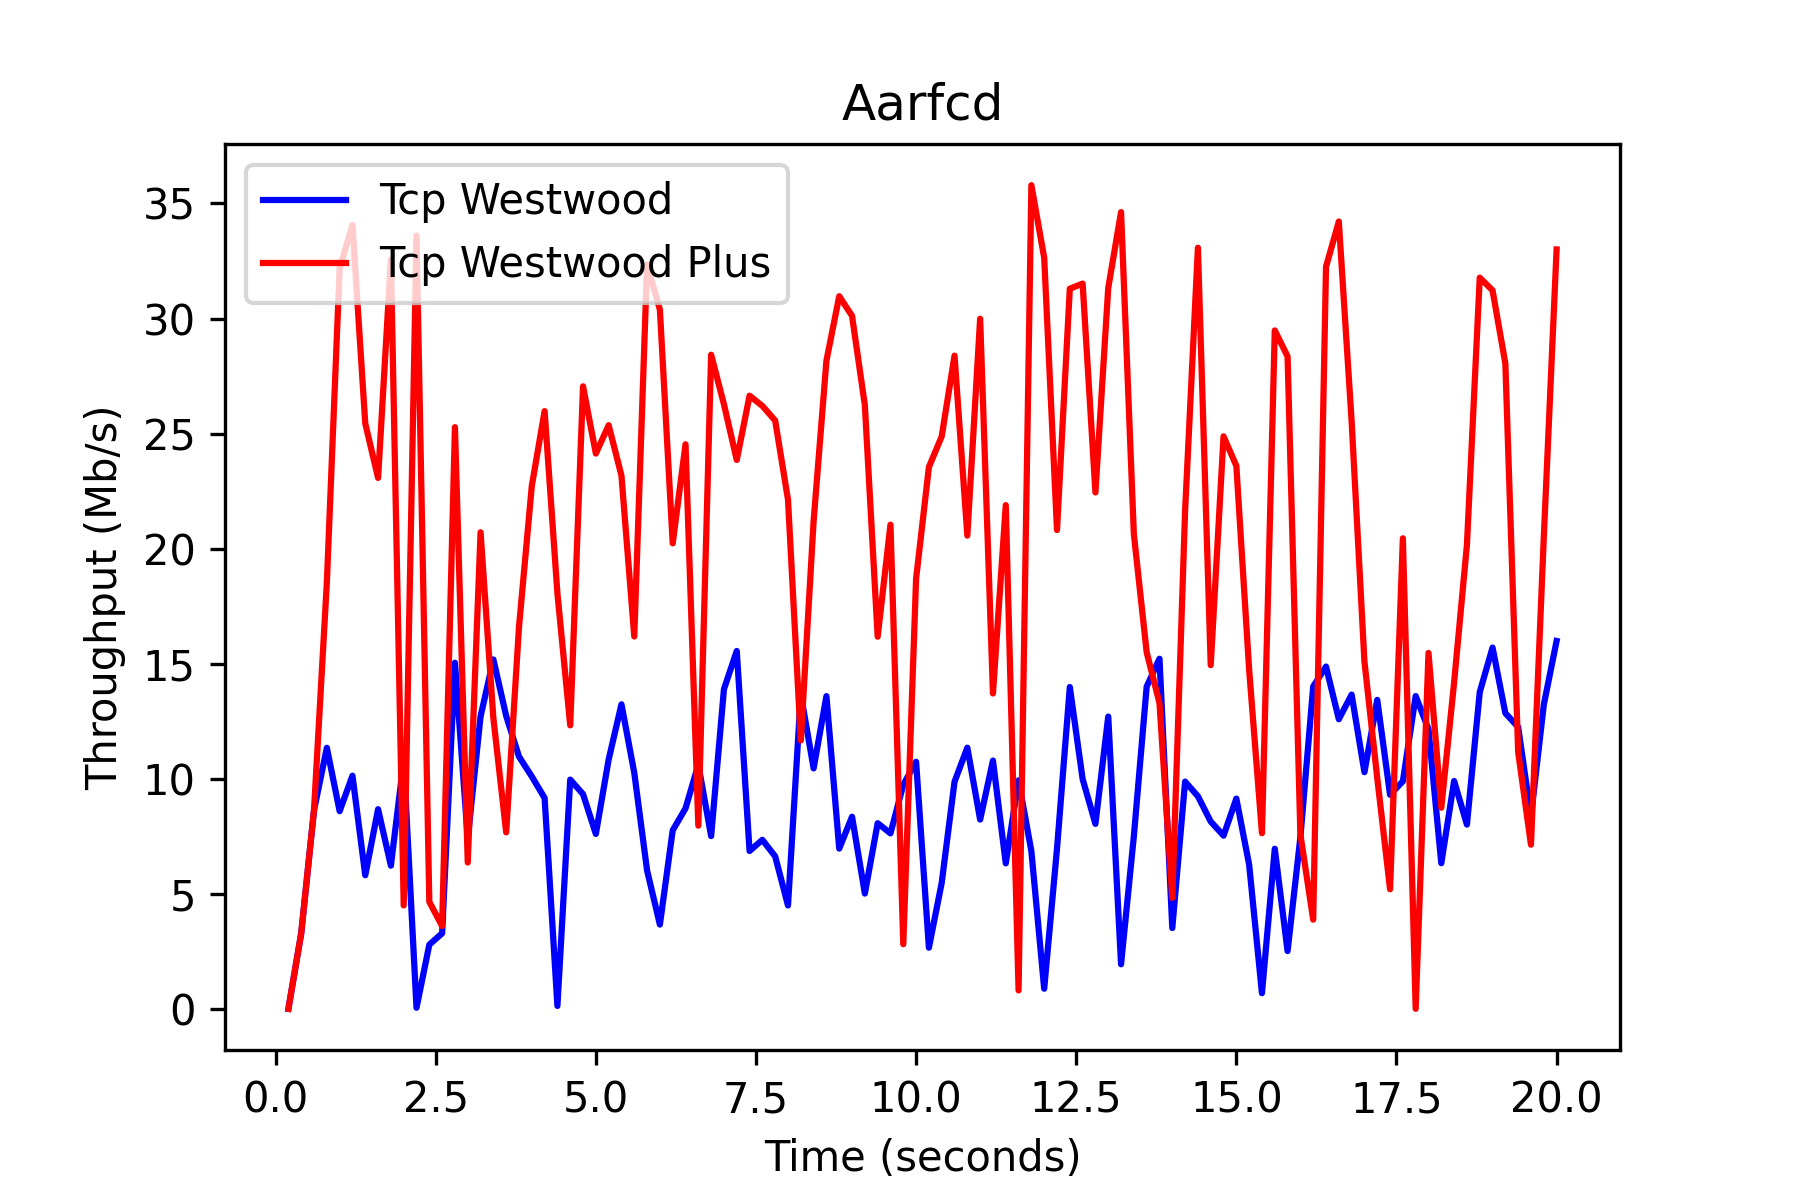 Aarfcd
Tcp Westwood
Tcp Westwood Plus
35
30
25
20
15
10
5
0
Throughput (Mb/s)
0.0 2.5 5.0 7.5 10.0 12.5 15.0 17.5 20.0
Time (seconds)